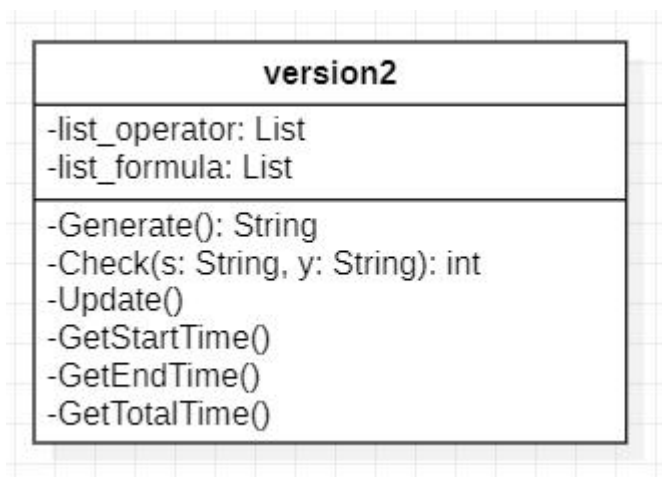 version2
-list_operator: List
-list_formula: List
-Generate(): String
-Check(s: String, y: String): int
-Update()
-GetStartTime()
-GetEndTime()
-GetTotalTime()